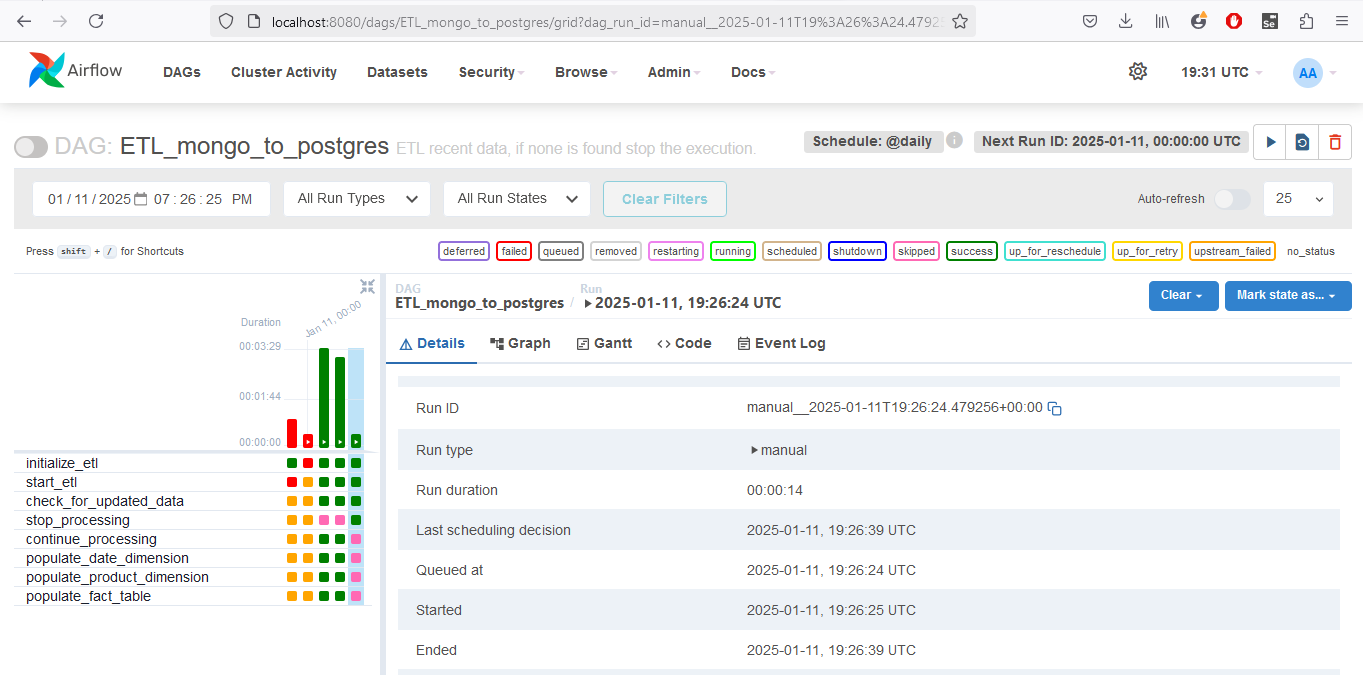 localhost:8080/dags/ETL_mongo_to_postgres/grid?dag_run_id=manual__2025-01-11T19%3A26%3A24.4792
Airflow DAGs Cluster Activity Datasets Security Browse Admin Docs 19:31 UTC AA
DAG: ETL_mongo_to_postgres ETL recent data, if none is found stop the execution. Schedule: @daily i Next Run ID: 2025-01-11, 00:00:00 UTC
01/11/2025 07:26:25 PM All Run Types All Run States Clear Filters Auto-refresh 25
Press shift + / for Shortcuts deferred failed queued removed restarting running scheduled shutdown skipped success up_for_reschedule up_for_retry upstream_failed no_status
DAG Run
ETL_mongo_to_postgres / 2025-01-11, 19:26:24 UTC Clear Mark state as...
Jan 11, 00:00
Duration
00:03:29
00:01:44
00:00:00
initialize_etl
start_etl
check_for_updated_data
stop_processing
continue_processing
populate_date_dimension
populate_product_dimension
populate_fact_table
Details Graph Gantt Code Event Log
Run ID manual__2025-01-11T19:26:24.479256+00:00
Run type manual
Run duration 00:00:14
Last scheduling decision 2025-01-11, 19:26:39 UTC
Queued at 2025-01-11, 19:26:24 UTC
Started 2025-01-11, 19:26:25 UTC
Ended 2025-01-11, 19:26:39 UTC